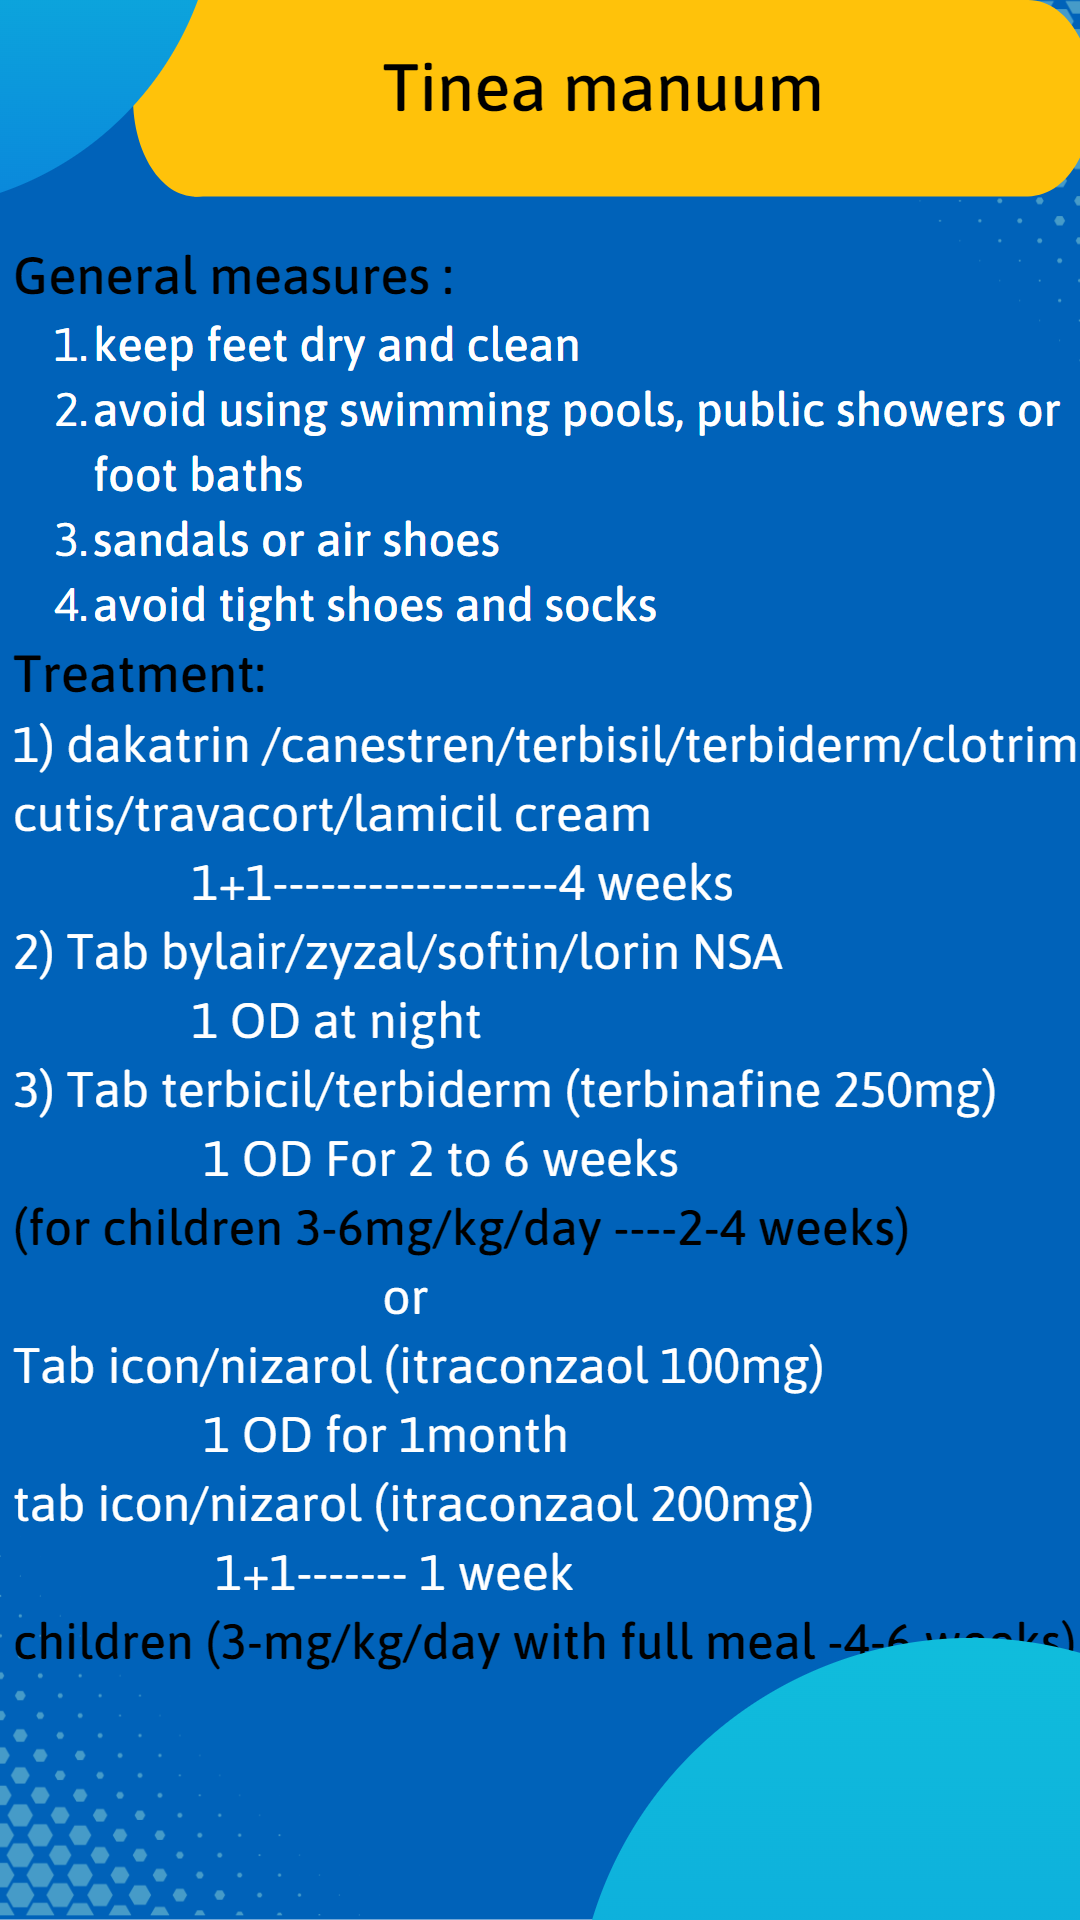 Tinea manuum
General measures :
1. keep feet dry and clean
2. avoid using swimming pools, public showers or
foot baths
3. sandals or air shoes
4. avoid tight shoes and socks
Treatment:
1) dakatrin /canestren/terbisil/terbiderm/clotrim
cutis/travacort/lamicil cream
1+1------------------4 weeks
2) Tab bylair/zyzal/softin/lorin NSA
1 OD at night
3) Tab terbicil/terbiderm (terbinafine 250mg)
1 OD For 2 to 6 weeks
(for children 3-6mg/kg/day ----2-4 weeks)
or
Tab icon/nizarol (itraconzaol 100mg)
1 OD for 1month
tab icon/nizarol (itraconzaol 200mg)
1+1------- 1 week
children (3-mg/kg/day with full meal -4-6 weeks)